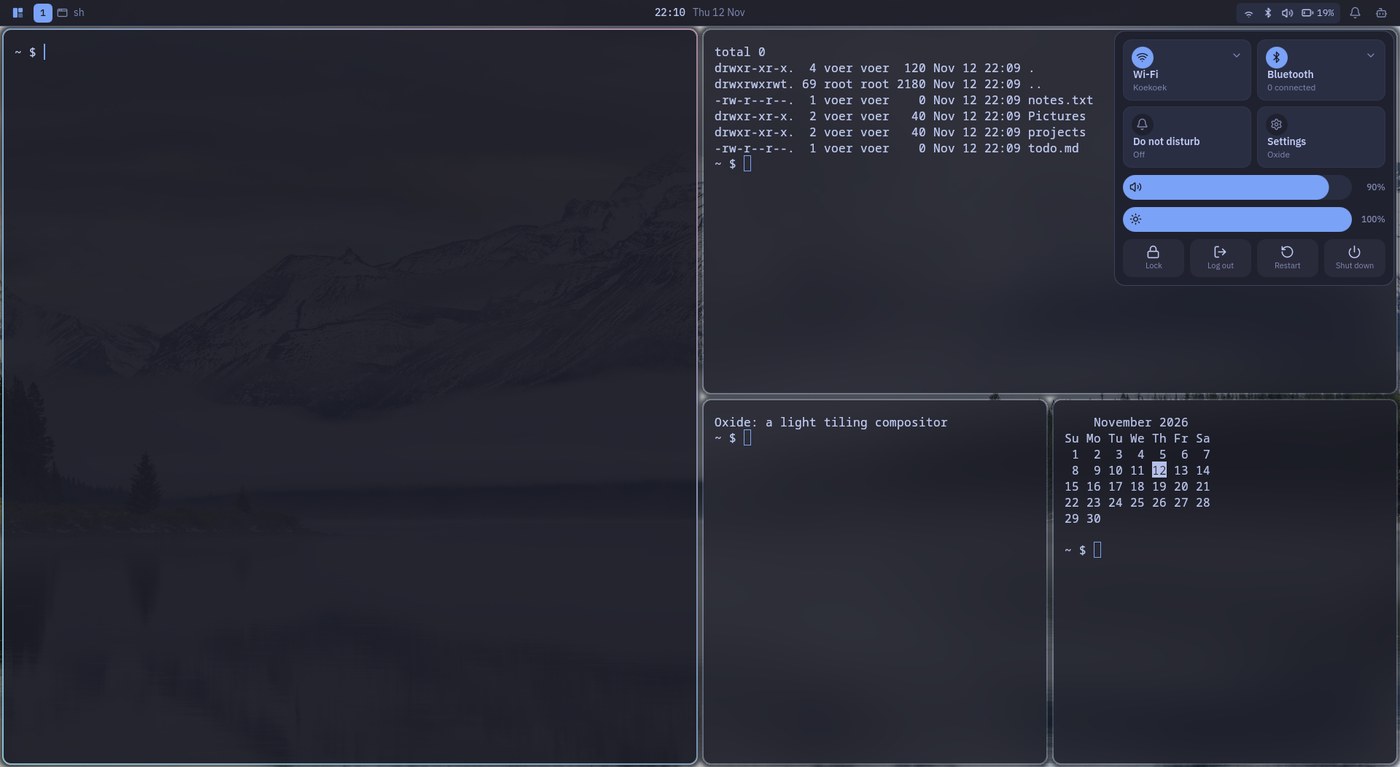 1 sh
22:10 Thu 12 Nov
19%
~ $
total 0
drwxr-xr-x.  4 voer voer  120 Nov 12 22:09 .
drwxrwxrwt. 69 root root 2180 Nov 12 22:09 ..
-rw-r--r--.  1 voer voer    0 Nov 12 22:09 notes.txt
drwxr-xr-x.  2 voer voer   40 Nov 12 22:09 Pictures
drwxr-xr-x.  2 voer voer   40 Nov 12 22:09 projects
-rw-r--r--.  1 voer voer    0 Nov 12 22:09 todo.md
~ $
Wi-Fi
Koekoek
Bluetooth
0 connected
Do not disturb
Off
Settings
Oxide
90%
100%
Lock
Log out
Restart
Shut down
Oxide: a light tiling compositor
~ $
November 2026
Su Mo Tu We Th Fr Sa
1  2  3  4  5  6  7
8  9 10 11 12 13 14
15 16 17 18 19 20 21
22 23 24 25 26 27 28
29 30
~ $